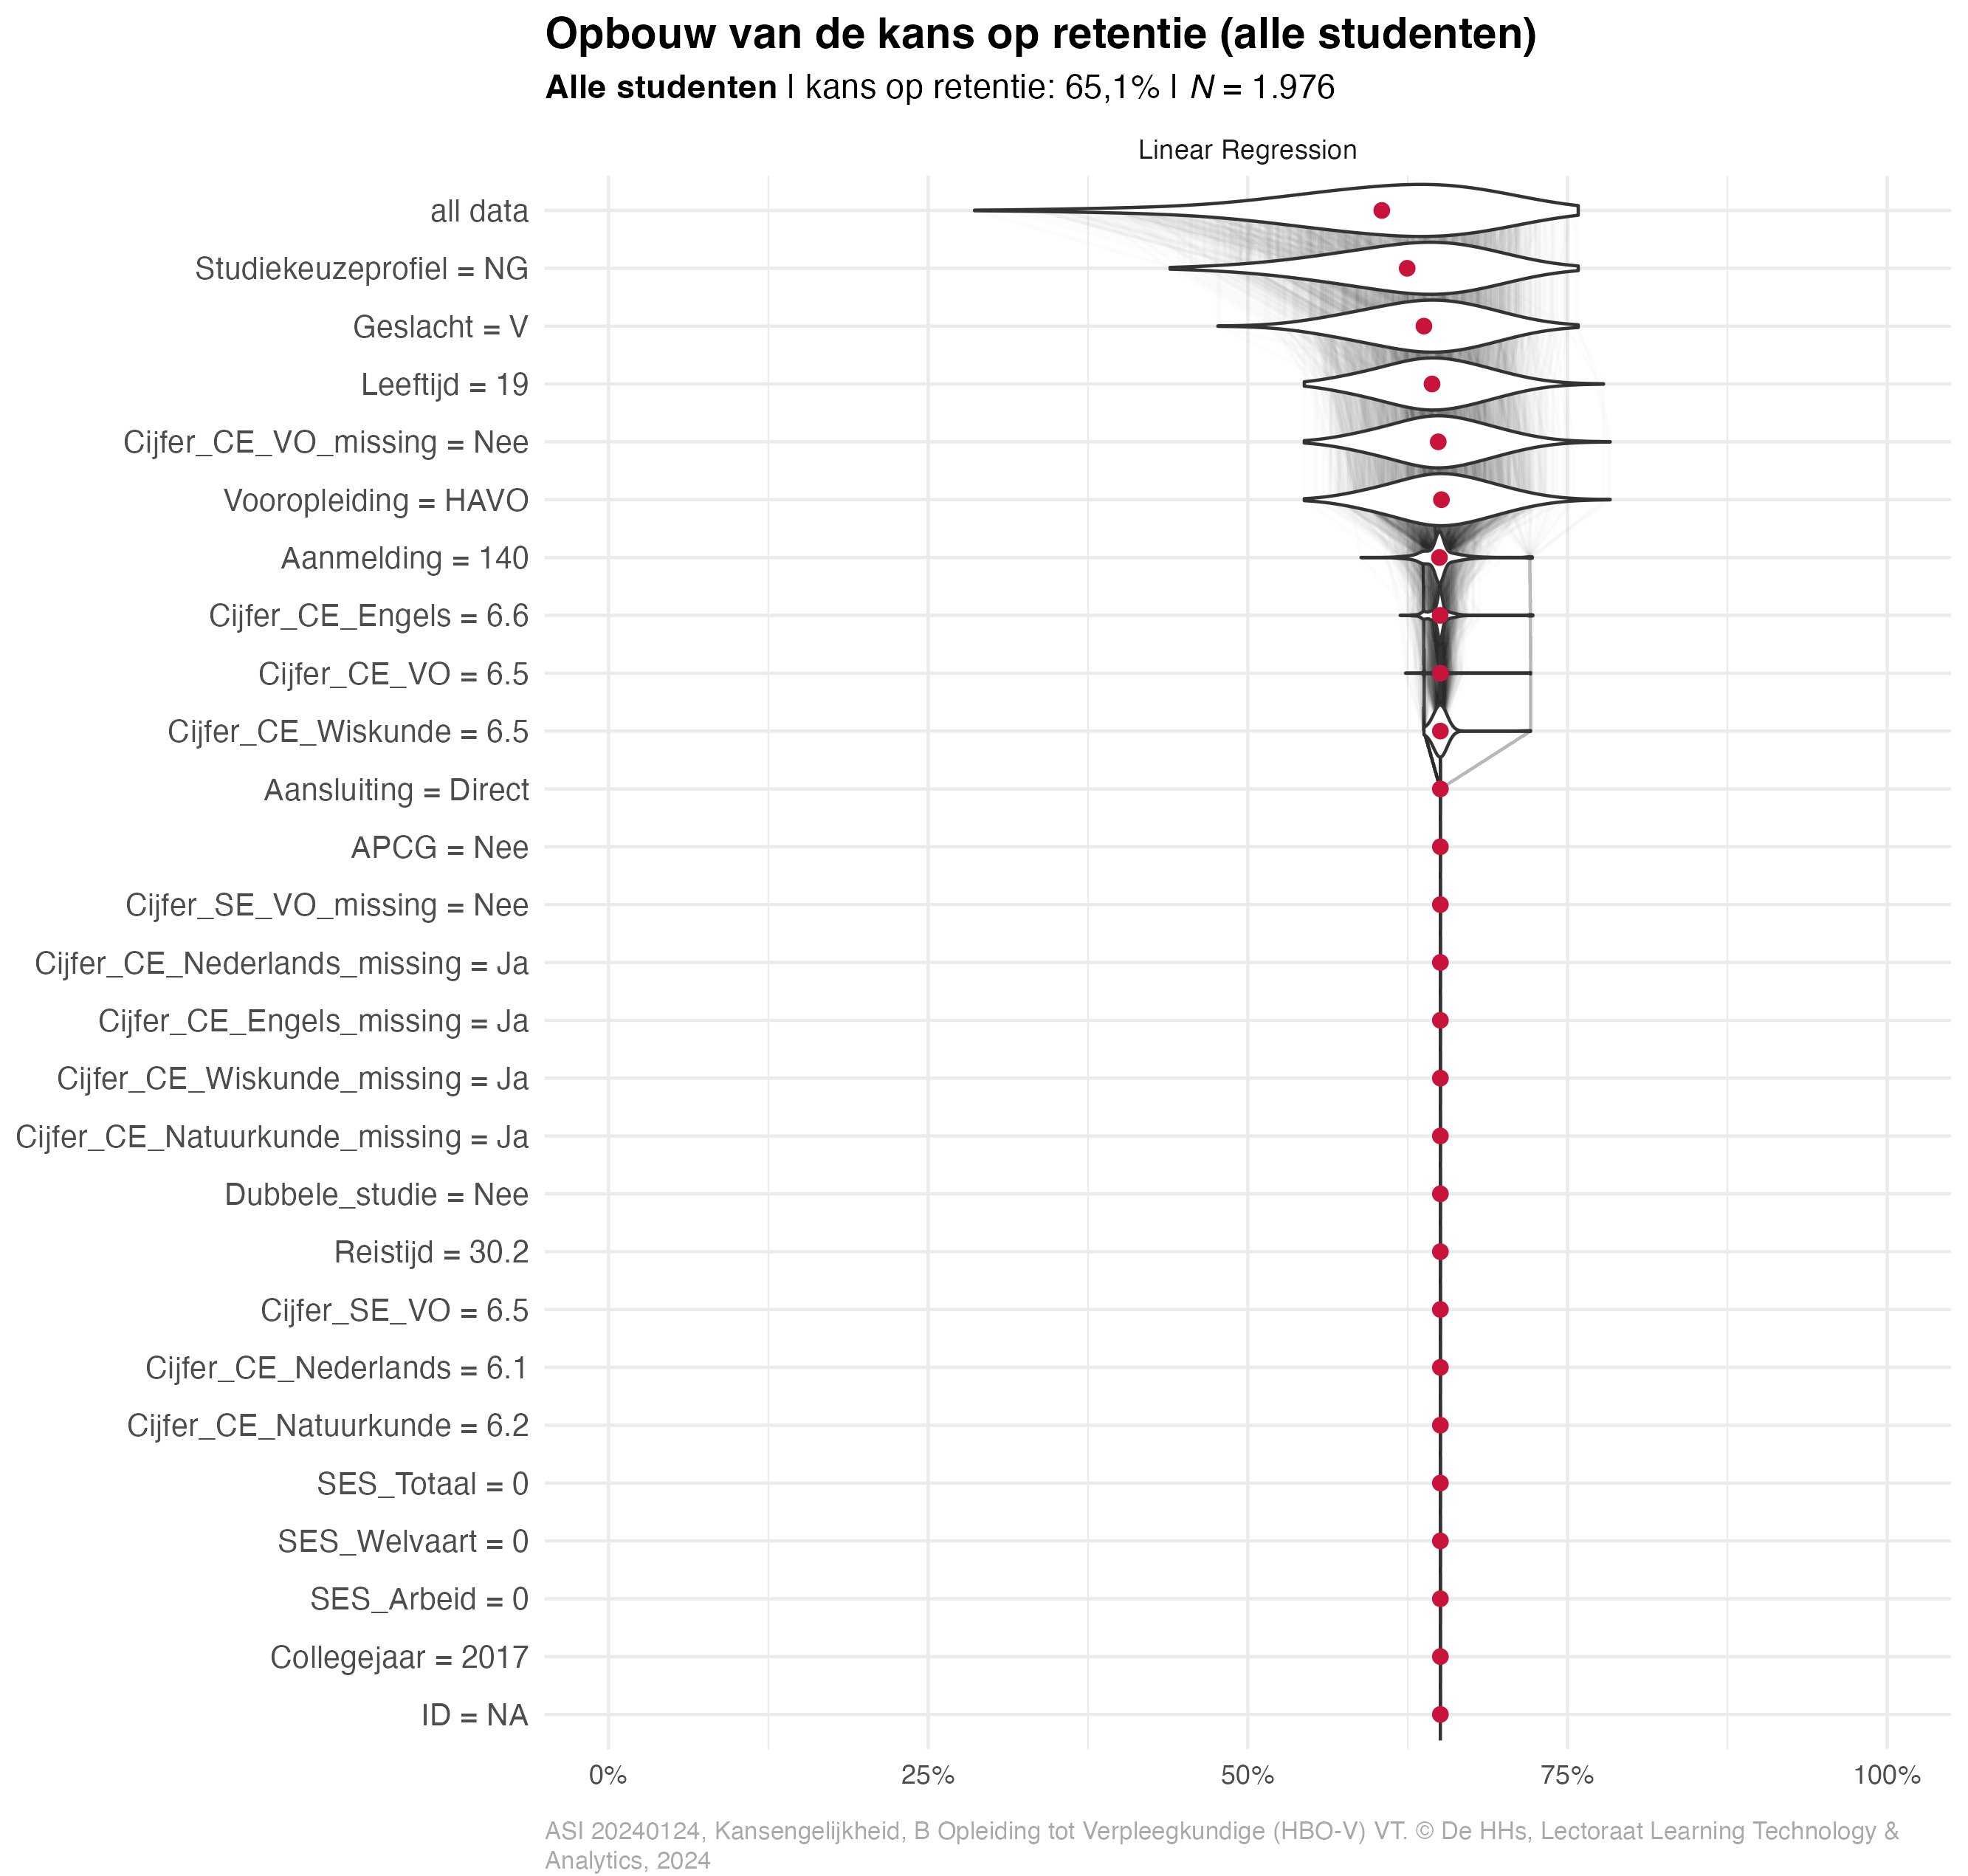 Opbouw van de kans op retentie (alle studenten)
Alle studenten | kans op retentie: 65,1% | N = 1.976
Linear Regression
all data
Studiekeuzeprofiel = NG
Geslacht = V
Leeftijd = 19
Cijfer_CE_VO_missing = Nee
Vooropleiding = HAVO
Aanmelding = 140
Cijfer_CE_Engels = 6.6
Cijfer_CE_VO = 6.5
Cijfer_CE_Wiskunde = 6.5
Aansluiting = Direct
APCG = Nee
Cijfer_SE_VO_missing = Nee
Cijfer_CE_Nederlands_missing = Ja
Cijfer_CE_Engels_missing = Ja
Cijfer_CE_Wiskunde_missing = Ja
Cijfer_CE_Natuurkunde_missing = Ja
Dubbele_studie = Nee
Reistijd = 30.2
Cijfer_SE_VO = 6.5
Cijfer_CE_Nederlands = 6.1
Cijfer_CE_Natuurkunde = 6.2
SES_Totaal = 0
SES_Welvaart = 0
SES_Arbeid = 0
Collegejaar = 2017
ID = NA
0% 25% 50% 75% 100%
ASI 20240124, Kansengelijkheid, B Opleiding tot Verpleegkundige (HBO-V) VT. © De HHs, Lectoraat Learning Technology &
Analytics, 2024